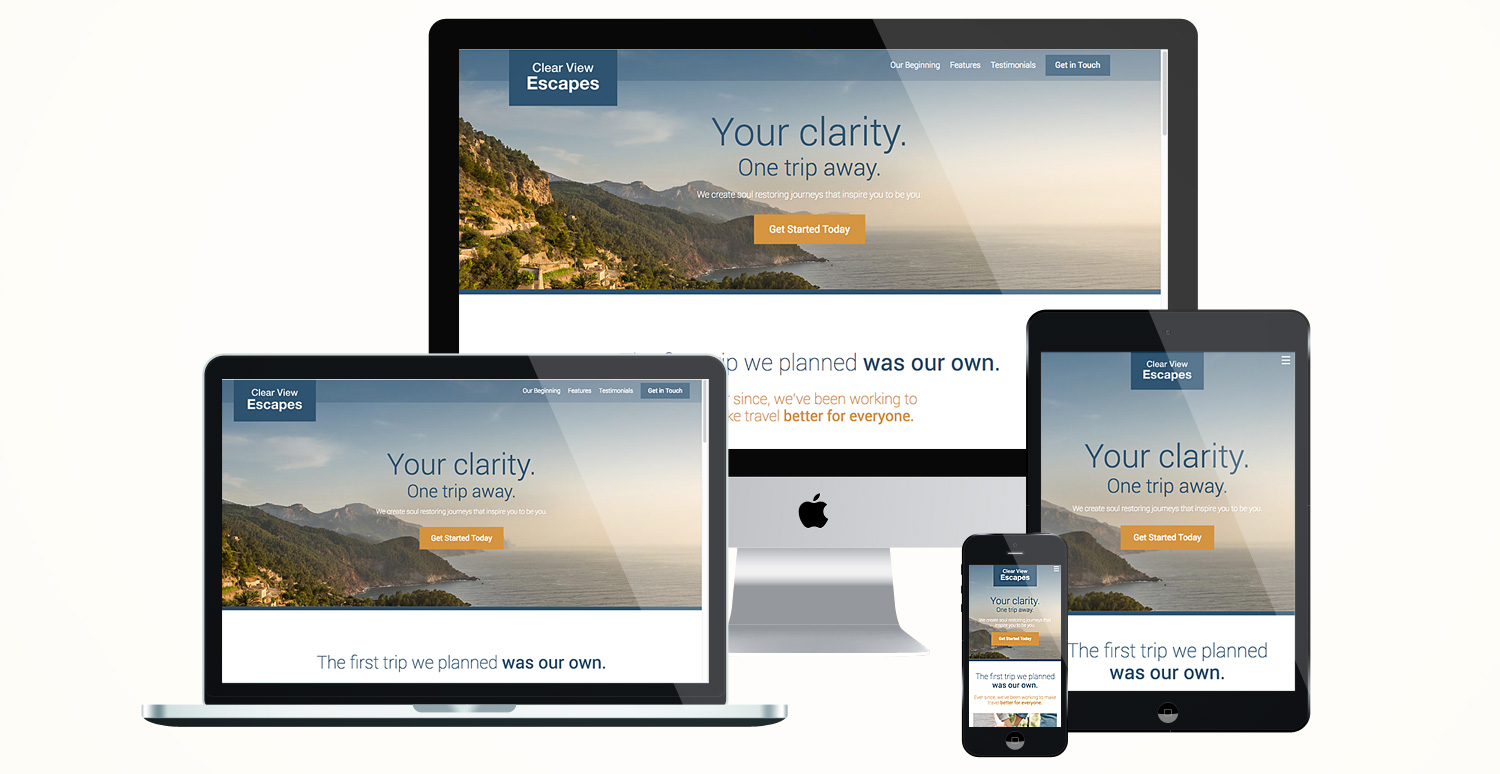 Clear View
Escapes
Our Beginning Features Testimonials Get in Touch
Your clarity.
One trip away.
We create soul restoring journeys that inspire you to be you.
Get Started Today
trip we planned was our own.
since, we've been working to
travel better for everyone.
Clear View
Escapes
Our Beginning Features Testimonials Get in Touch
Your clarity.
One trip away.
We create soul restoring journeys that inspire you to be you.
Get Started Today
The first trip we planned was our own.
Clear View
Escapes
Your clarity.
One trip away.
We create soul restoring journeys that inspire you to be you.
Get Started Today
The first trip we planned
was our own.
Clear View
Escapes
Your clarity.
One trip away.
We create soul restoring journeys that
inspire you to be you.
Get Started Today
The first trip we planned
was our own.
Ever since, we've been working to make
travel better for everyone.